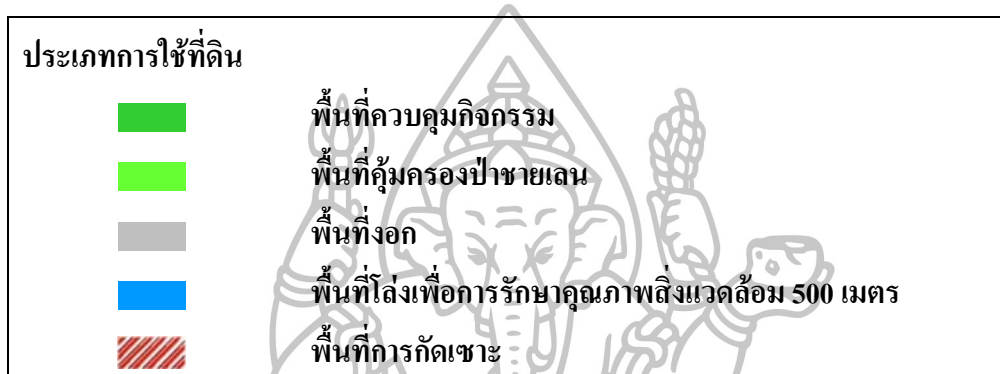 ประเภทการใช้ที่ดิน
พื้นที่ควบคุมกิจกรรม
พื้นที่คุ้มครองป่าชายเลน
พื้นที่งอก
พื้นที่โล่งเพื่อการรักษาคุณภาพสิ่งแวดล้อม 500 เมตร
พื้นที่การกัดเซาะ